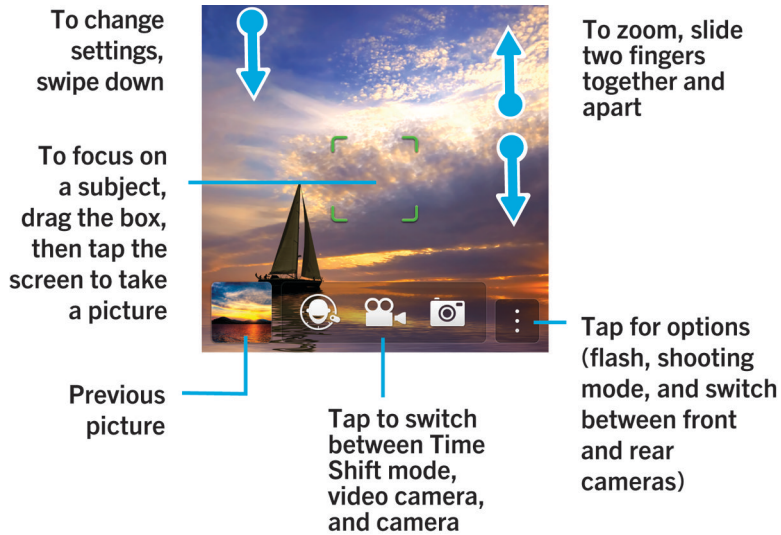 To change
settings,
swipe down
To zoom, slide
two fingers
together and
apart
To focus on
a subject,
drag the box,
then tap the
screen to take
a picture
Previous
picture
Tap to switch
between Time
Shift mode,
video camera,
and camera
Tap for options
(flash, shooting
mode, and switch
between front
and rear
cameras)